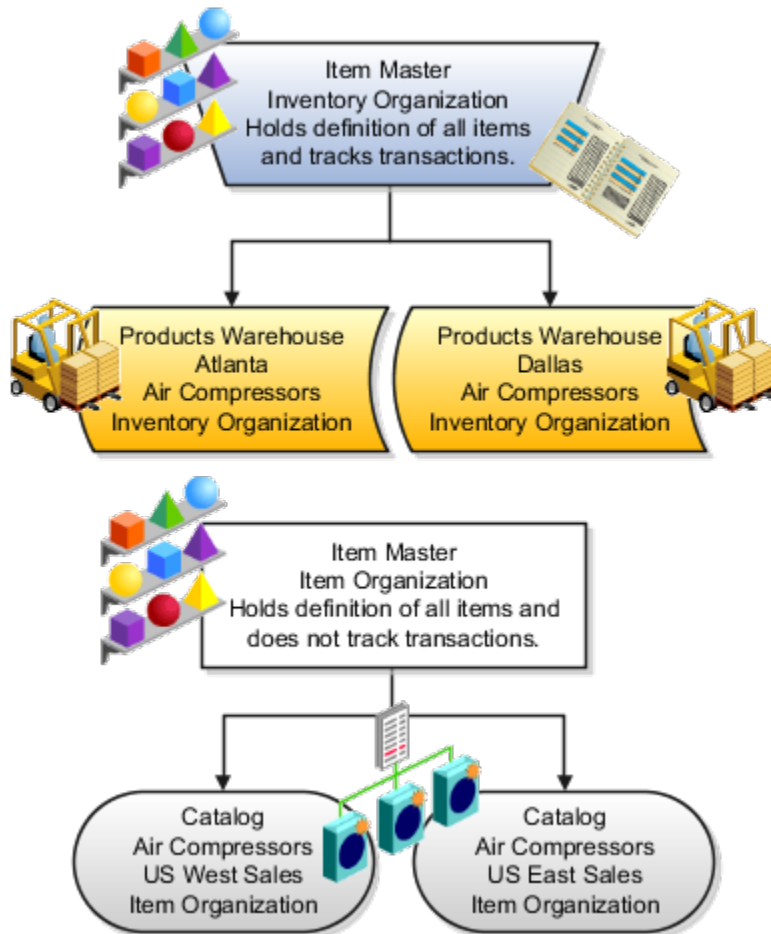 Item Master
Inventory Organization
Holds definition of all items
and tracks transactions.
Products Warehouse
Atlanta
Air Compressors
Inventory Organization
Products Warehouse
Dallas
Air Compressors
Inventory Organization
Item Master
Item Organization
Holds definition of all items and
does not track transactions.
Catalog
Air Compressors
US West Sales
Item Organization
Catalog
Air Compressors
US East Sales
Item Organization